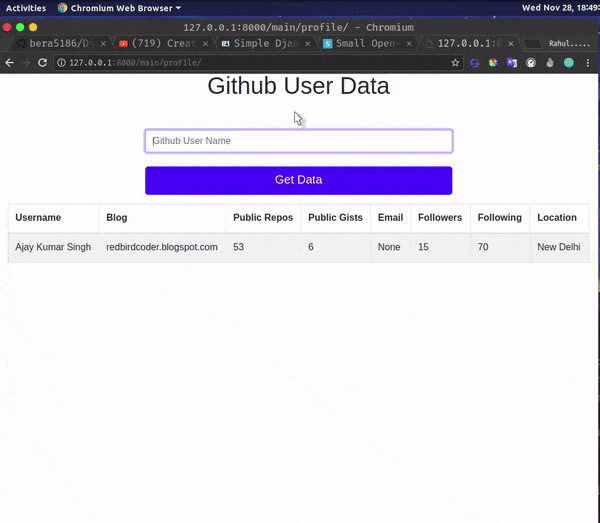 Activities Chromium Web Browser Wed Nov 28, 18:49
127.0.0.1:8000/main/profile/ - Chromium
bera5186/Dj (719) Creat Simple Djan Small Open- 127.0.0.1:8 Rahul.....
127.0.0.1:8000/main/profile/
Github User Data
Github User Name
Get Data
Username Blog Public Repos Public Gists Email Followers Following Location
Ajay Kumar Singh redbirdcoder.blogspot.com 53 6 None 15 70 New Delhi